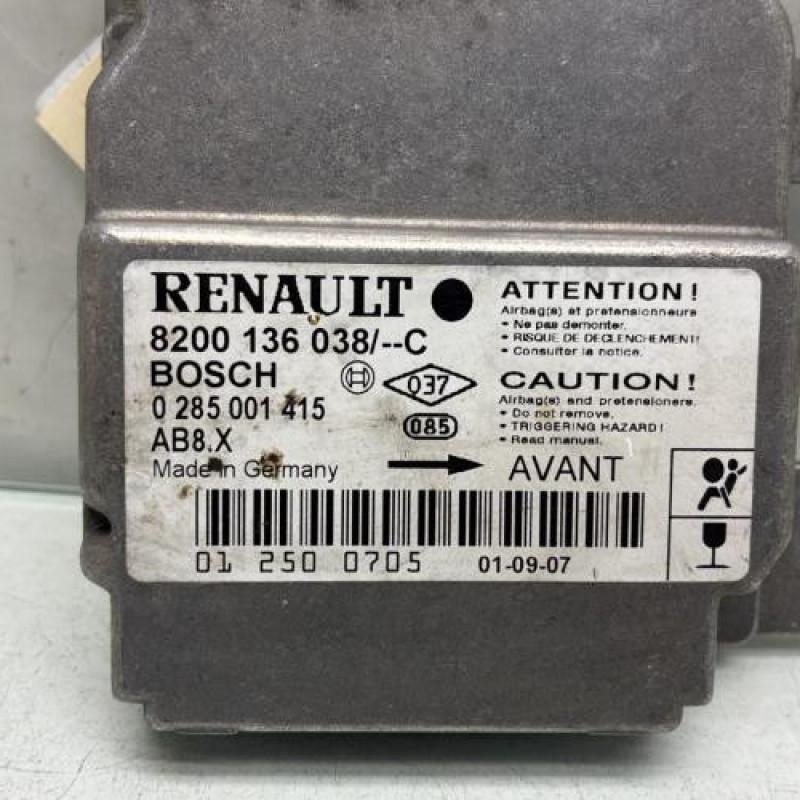 RENAULT
8200 136 038/--C
BOSCH
0 285 001 415
037
085
AB8.X
Made in Germany
AVANT
ATTENTION!
Airbag(s) et pretensionneurs
- Ne pas demonter.
- RISQUE DE DECLENCHEMENT!
- Consulter la notice.
CAUTION!
Airbag(s) and pretensioners.
- Do not remove.
- TRIGGERING HAZARD!
- Read manual.
01 250 0705
01-09-07